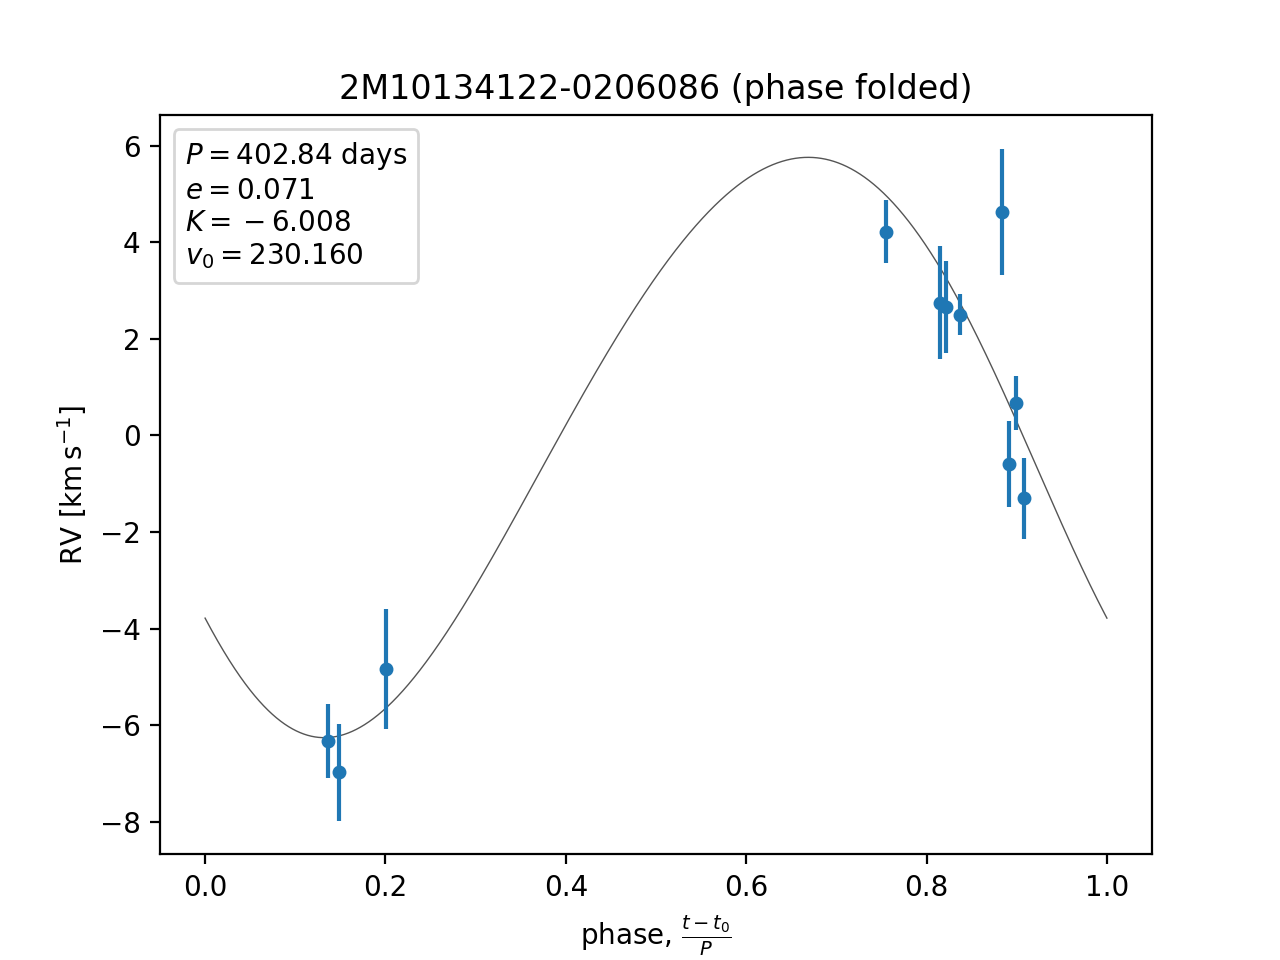 2M10134122-0206086 (phase folded)
P = 402.84 days
e = 0.071
K = −6.008
v₀ = 230.160
6
4
2
0
−2
−4
−6
−8
RV [km s⁻¹]
0.0 0.2 0.4 0.6 0.8 1.0
phase, (t − t₀)/P